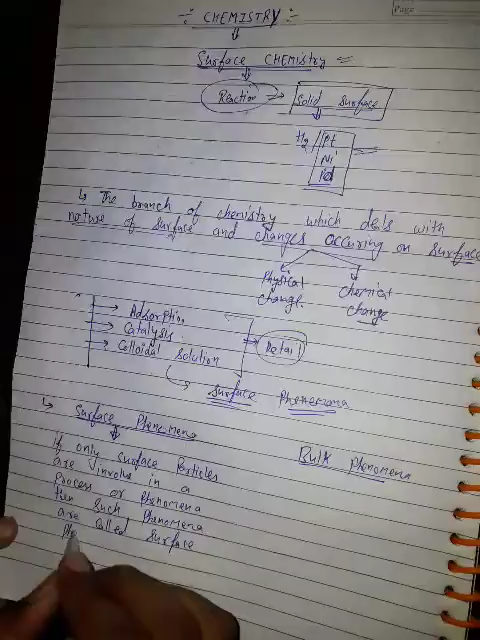 Page
÷ CHEMISTRY ÷
Surface CHEMistry
Reaction → Solid Surface
H2 / Pt
Ni
Pd
↳ The branch of chemistry which dels with
nature of surface and changes occuring on surface
Physical change.
Chemical change
→ Adsorption
→ Catalysis
→ Colloidal Solution
Detail
Surface Phenomena
↳ Surface Phenomena
Bulk Phenomena
If only surface Particles
are involve in a
Process or Phenomena
then such Phenomena
are called surface